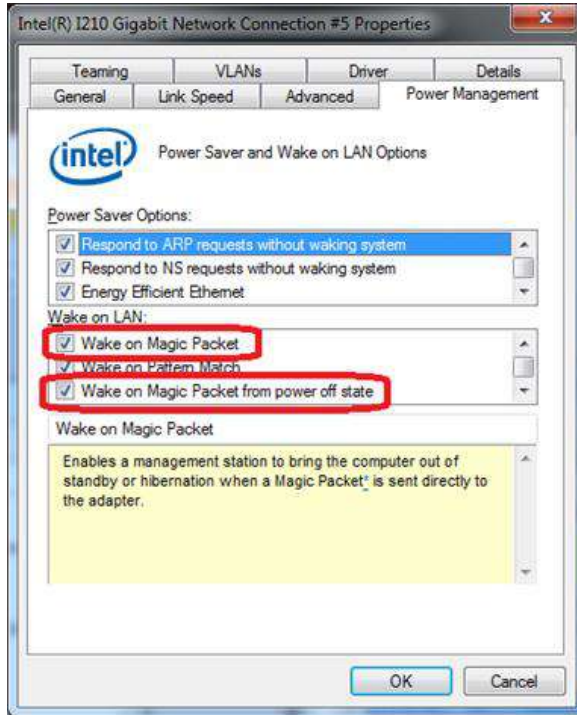 Intel(R) I210 Gigabit Network Connection #5 Properties
Teaming VLANs Driver Details
General Link Speed Advanced Power Management
intel Power Saver and Wake on LAN Options
Power Saver Options:
Respond to ARP requests without waking system
Respond to NS requests without waking system
Energy Efficient Ethernet
Wake on LAN:
Wake on Magic Packet
Wake on Pattern Match
Wake on Magic Packet from power off state
Wake on Magic Packet
Enables a management station to bring the computer out of
standby or hibernation when a Magic Packet* is sent directly to
the adapter.
OK Cancel